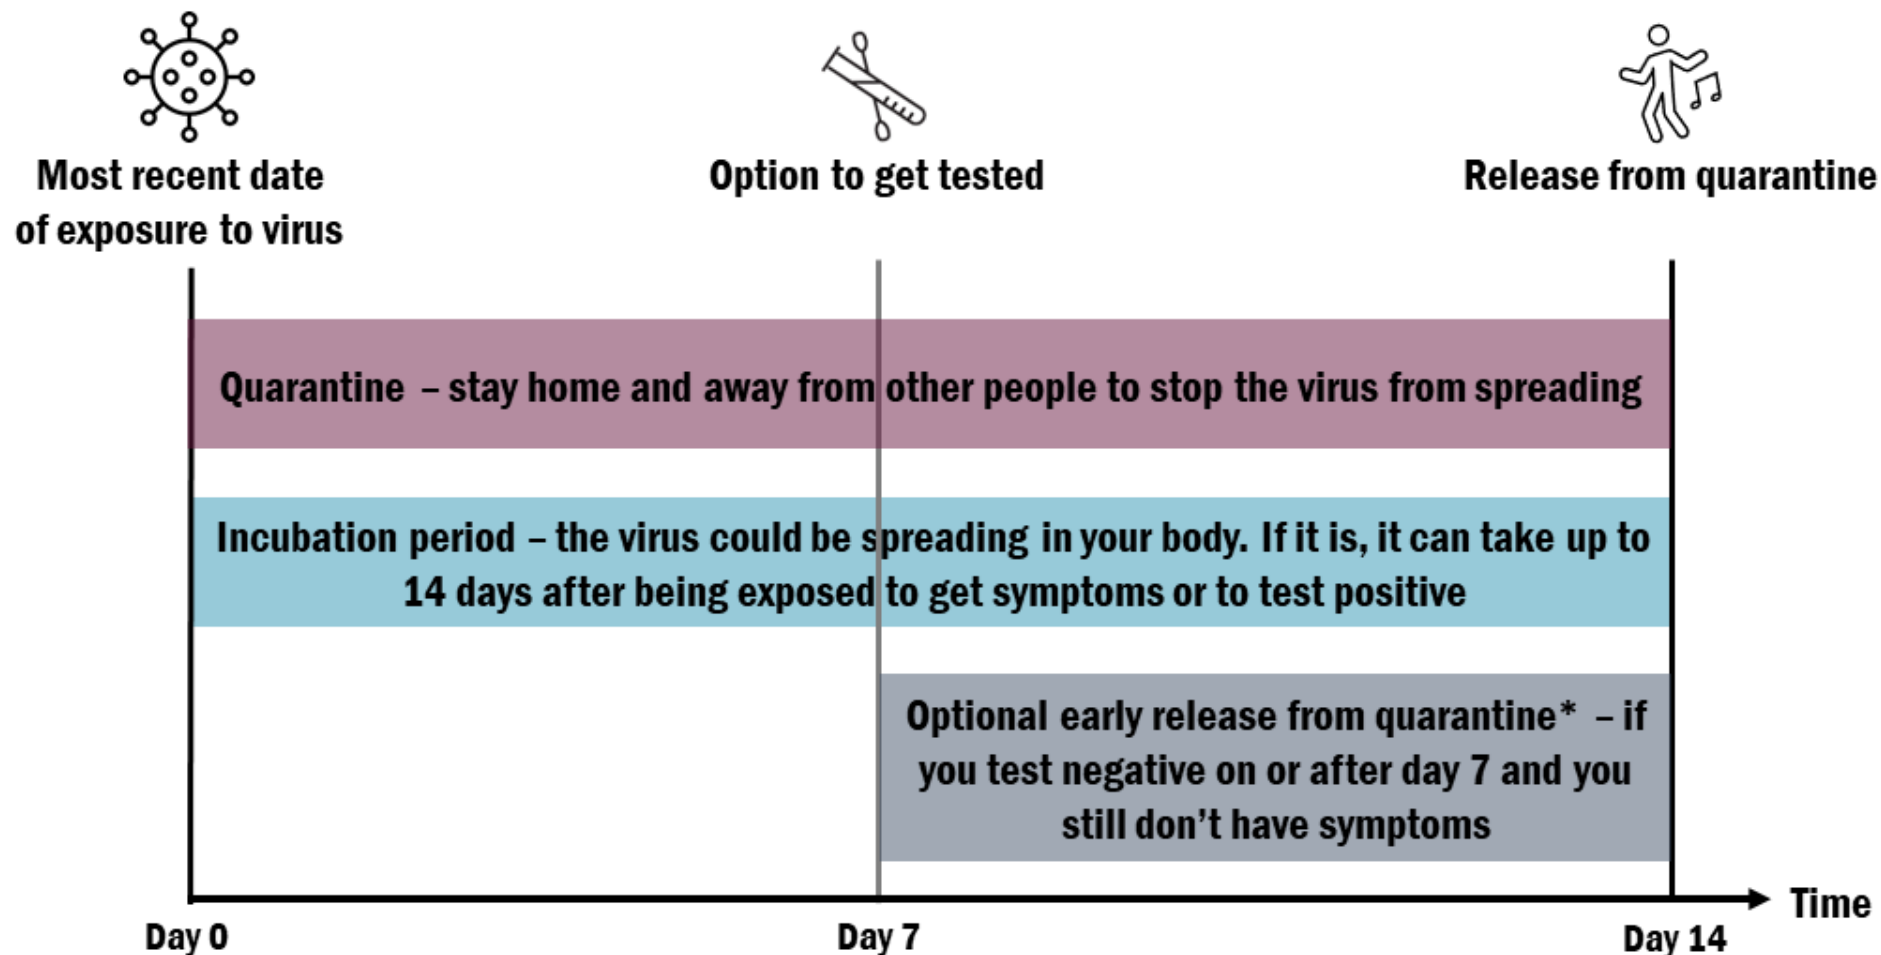 Most recent date
of exposure to virus
Option to get tested
Release from quarantine
Quarantine – stay home and away from other people to stop the virus from spreading
Incubation period – the virus could be spreading in your body. If it is, it can take up to
14 days after being exposed to get symptoms or to test positive
Optional early release from quarantine* – if
you test negative on or after day 7 and you
still don't have symptoms
Time
Day 0
Day 7
Day 14